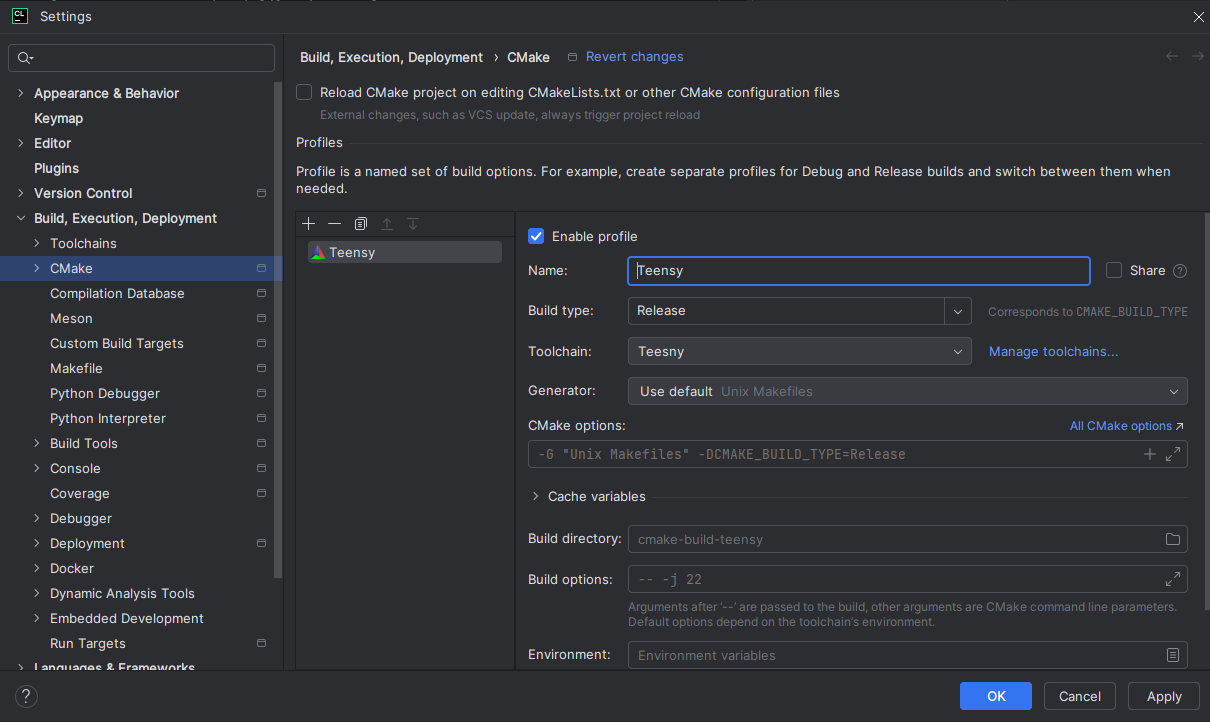 CL
Settings
Appearance & Behavior
Keymap
Editor
Plugins
Version Control
Build, Execution, Deployment
Toolchains
CMake
Compilation Database
Meson
Custom Build Targets
Makefile
Python Debugger
Python Interpreter
Build Tools
Console
Coverage
Debugger
Deployment
Docker
Dynamic Analysis Tools
Embedded Development
Run Targets
Languages & Frameworks
Build, Execution, Deployment › CMake Revert changes
Reload CMake project on editing CMakeLists.txt or other CMake configuration files
External changes, such as VCS update, always trigger project reload
Profiles
Profile is a named set of build options. For example, create separate profiles for Debug and Release builds and switch between them when
needed.
Teensy
Enable profile
Name: Teensy Share ?
Build type: Release Corresponds to CMAKE_BUILD_TYPE
Toolchain: Teesny Manage toolchains...
Generator: Use default Unix Makefiles
CMake options: All CMake options ↗
-G "Unix Makefiles" -DCMAKE_BUILD_TYPE=Release
Cache variables
Build directory: cmake-build-teensy
Build options: -- -j 22
Arguments after '--' are passed to the build, other arguments are CMake command line parameters.
Default options depend on the toolchain's environment.
Environment: Environment variables
? OK Cancel Apply